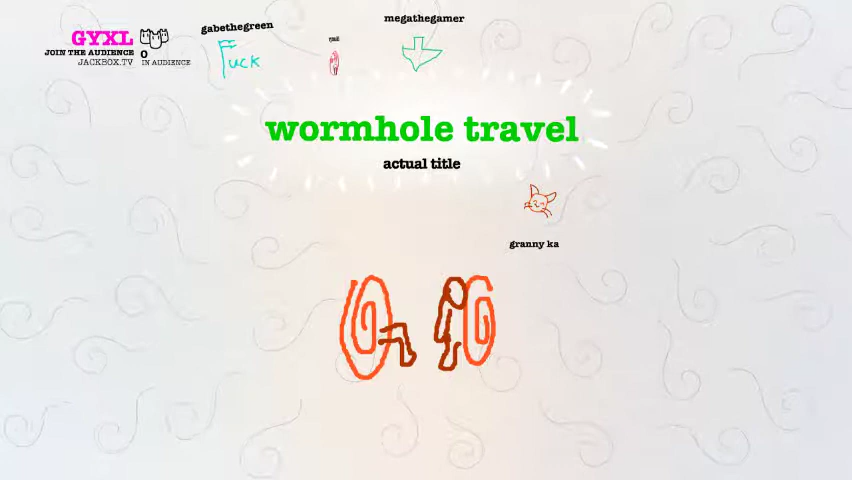 GYXL
JOIN THE AUDIENCE
JACKBOX.TV
0
IN AUDIENCE
gabethegreen
Fuck
megathegamer
wormhole travel
actual title
granny ka